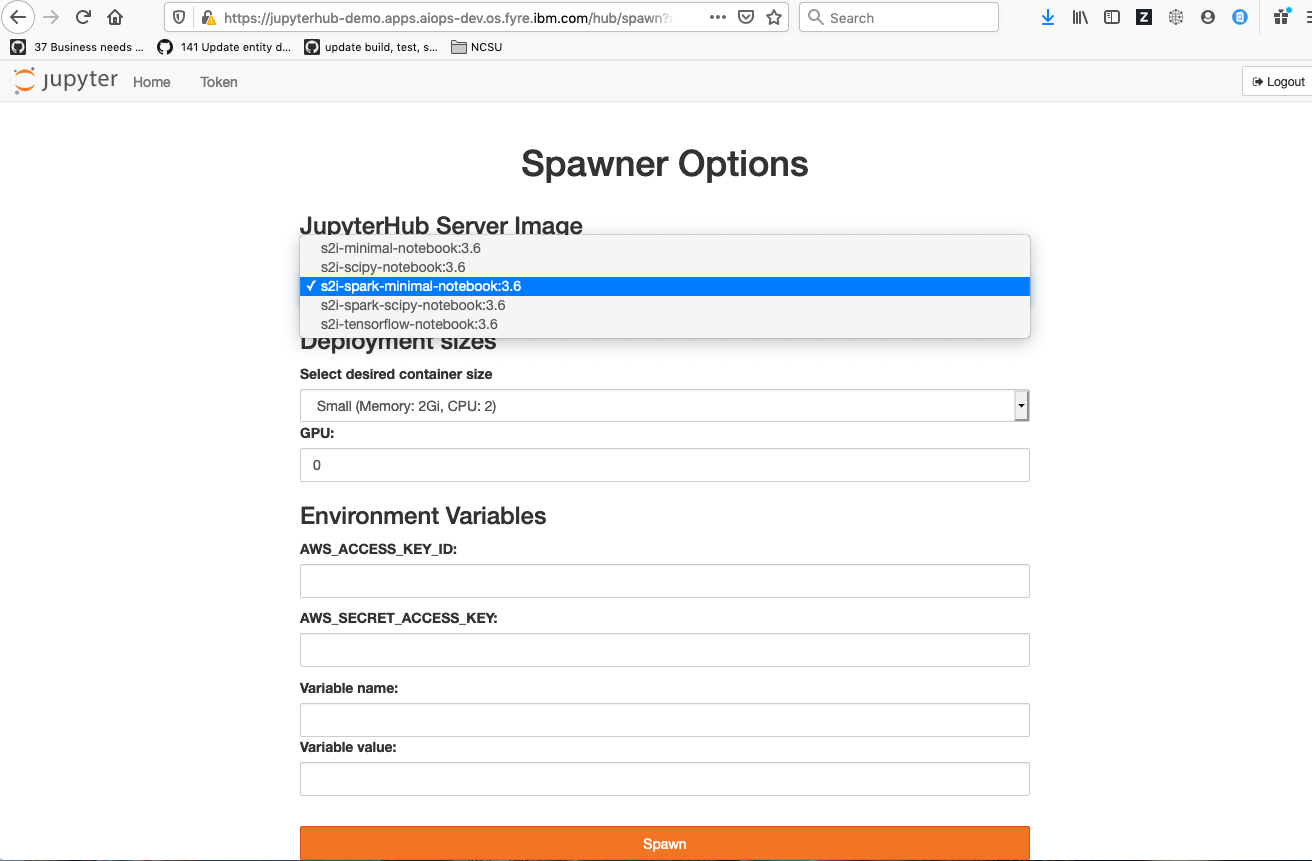 https://jupyterhub-demo.apps.aiops-dev.os.fyre.ibm.com/hub/spawn?
Search
37 Business needs ...
141 Update entity d...
update build, test, s...
NCSU
jupyter
Home
Token
Logout
Spawner Options
JupyterHub Server Image
s2i-minimal-notebook:3.6
s2i-scipy-notebook:3.6
✓ s2i-spark-minimal-notebook:3.6
s2i-spark-scipy-notebook:3.6
s2i-tensorflow-notebook:3.6
Deployment sizes
Select desired container size
Small (Memory: 2Gi, CPU: 2)
GPU:
0
Environment Variables
AWS_ACCESS_KEY_ID:
AWS_SECRET_ACCESS_KEY:
Variable name:
Variable value:
Spawn